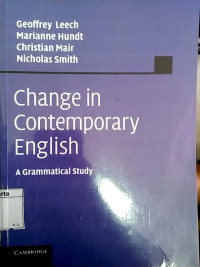 Geoffrey Leech
Marianne Hundt
Christian Mair
Nicholas Smith
Change in
Contemporary
English
A Grammatical Study
CAMBRIDGE